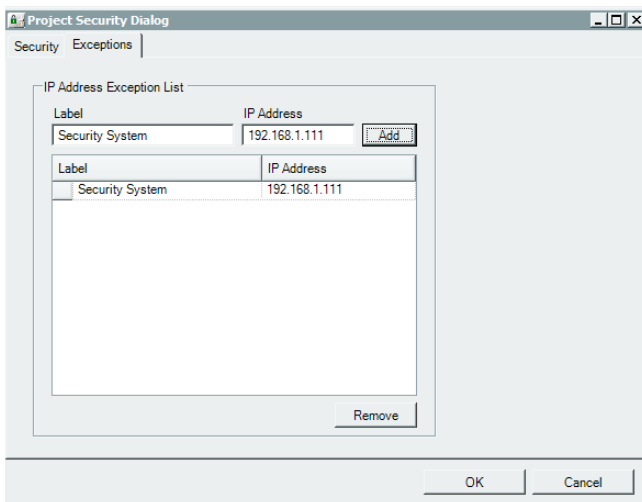 Project Security Dialog
Security Exceptions
IP Address Exception List
Label IP Address
Security System 192.168.1.111 Add
Label IP Address
Security System 192.168.1.111
Remove
OK Cancel